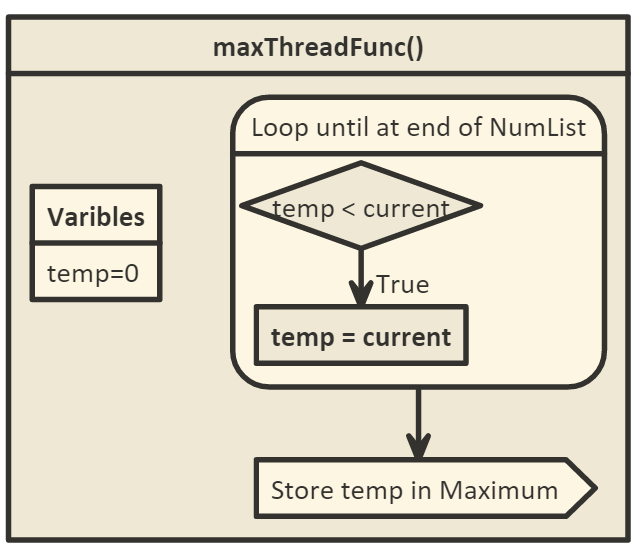 maxThreadFunc()
Varibles
temp=0
Loop until at end of NumList
temp < current
True
temp = current
Store temp in Maximum